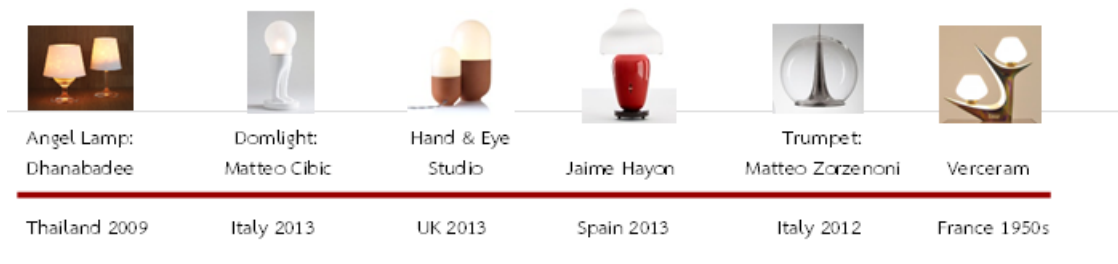 Angel Lamp:
Dhanabadee
Domlight:
Matteo Cibic
Hand & Eye
Studio
Jaime Hayon
Trumpet:
Matteo Zorzenoni
Verceram
Thailand 2009
Italy 2013
UK 2013
Spain 2013
Italy 2012
France 1950s